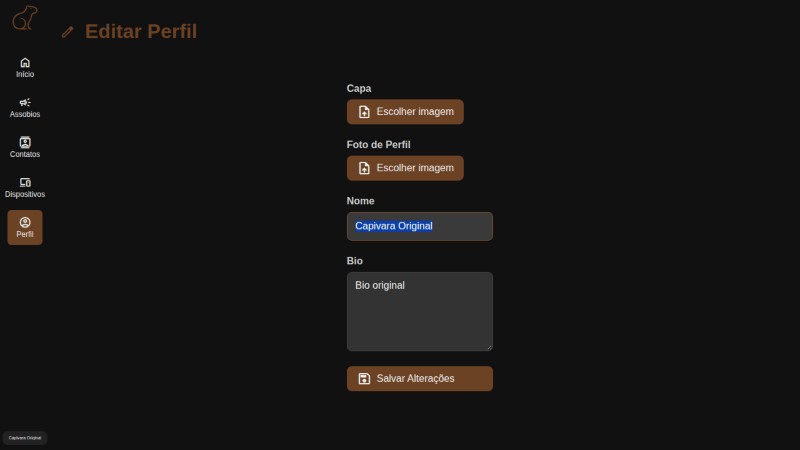 Editar Perfil
Início
Assobios
Contatos
Dispositivos
Perfil
Capa
Escolher imagem
Foto de Perfil
Escolher imagem
Nome
Capivara Original
Bio
Bio original
Salvar Alterações
Capivara Original